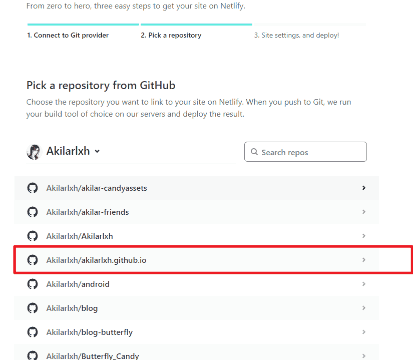 From zero to hero, three easy steps to get your site on Netlify.
1. Connect to Git provider
2. Pick a repository
3. Site settings, and deploy!
Pick a repository from GitHub
Choose the repository you want to link to your site on Netlify. When you push to Git, we run
your build tool of choice on our servers and deploy the result.
Akilarlxh
Search repos
Akilarlxh/akilar-candyassets
Akilarlxh/akilar-friends
Akilarlxh/Akilarlxh
Akilarlxh/akilarlxh.github.io
Akilarlxh/android
Akilarlxh/blog
Akilarlxh/blog-butterfly
Akilarlxh/Butterfly_Candy